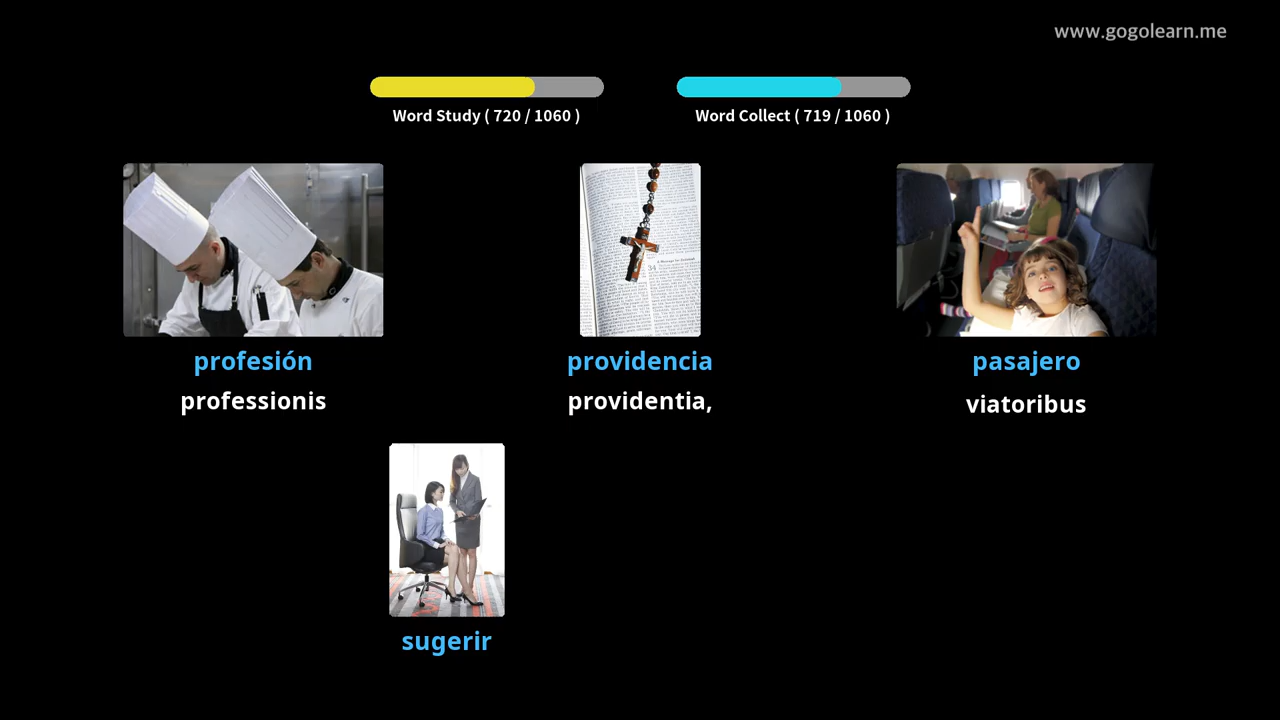 www.gogolearn.me
Word Study ( 720 / 1060 )
Word Collect ( 719 / 1060 )
profesión
providencia
pasajero
professionis
providentia,
viatoribus
sugerir